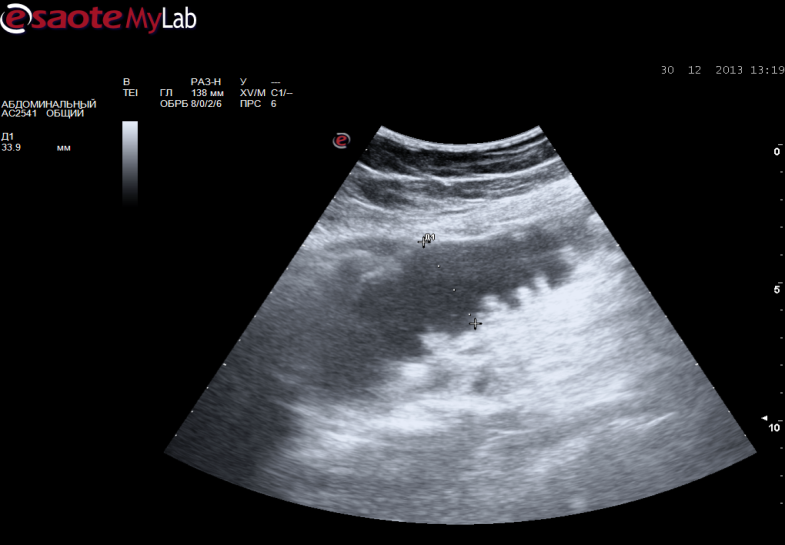 esaote MyLab
30 12 2013 13:19
В РАЗ-Н У ---
TEI ГЛ 138 мм XV/M C1/--
ОБРБ 8/0/2/6 ПРС 6
АБДОМИНАЛЬНЫЙ
AC2541 ОБЩИЙ
Д1
33.9 мм
e
Д1
0
5
10